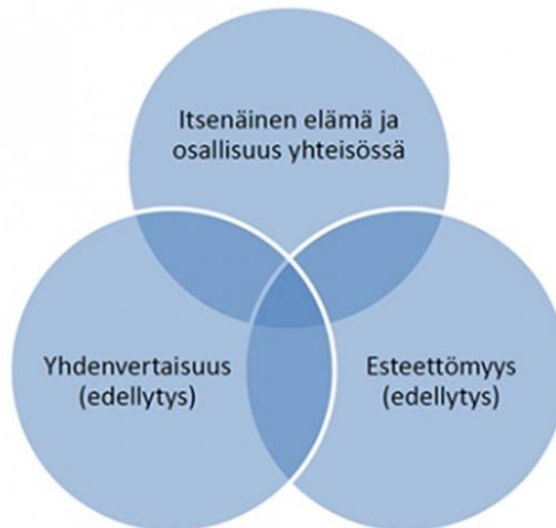 Itsenäinen elämä ja
osallisuus yhteisössä
Yhdenvertaisuus
(edellytys)
Esteettömyys
(edellytys)